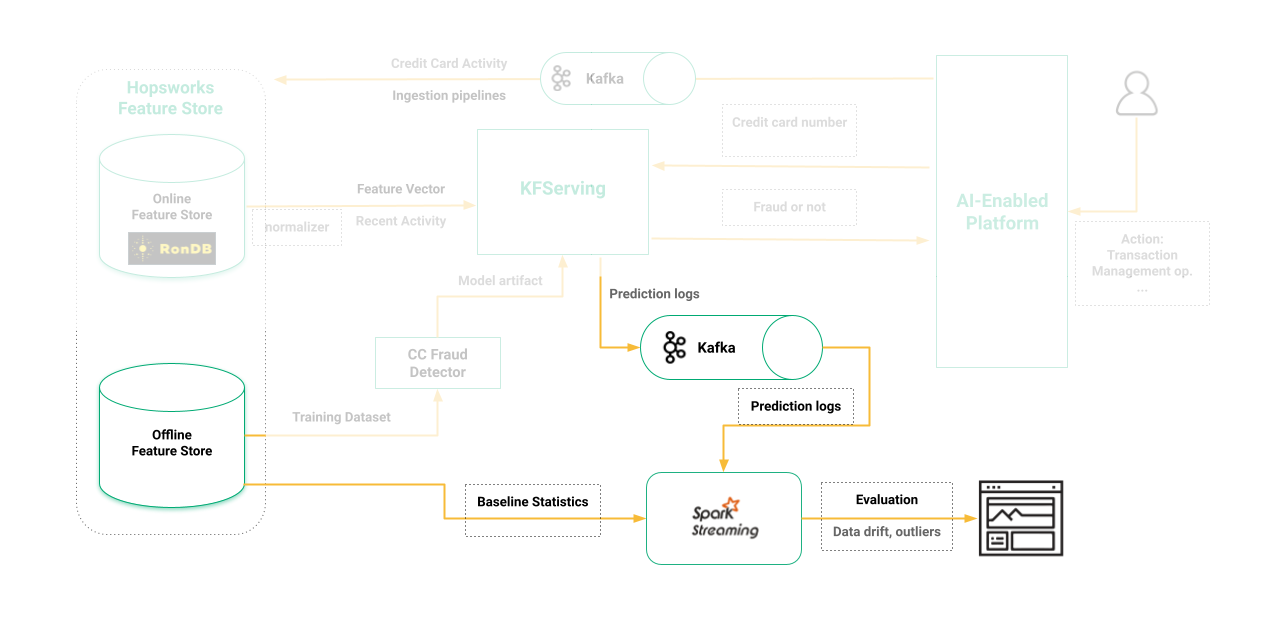 Credit Card Activity
Kafka
Ingestion pipelines
Hopsworks
Feature Store
Credit card number
KFServing
Feature Vector
Online
Feature Store
Recent Activity
normalizer
RonDB
Fraud or not
AI-Enabled
Platform
Action:
Transaction
Management op.
...
Model artifact
Prediction logs
Kafka
CC Fraud
Detector
Prediction logs
Training Dataset
Offline
Feature Store
Baseline Statistics
Spark
Streaming
Evaluation
Data drift, outliers